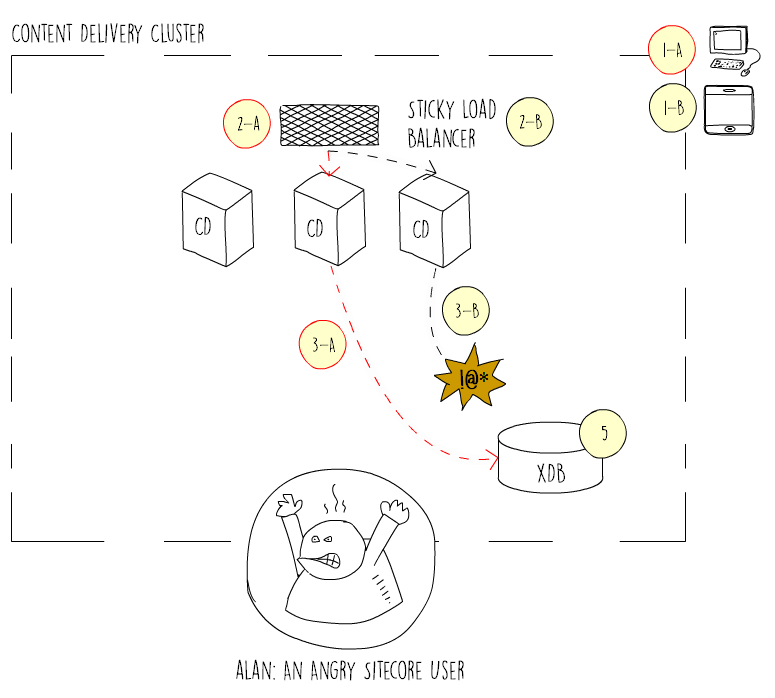 CONTENT DELIVERY CLUSTER
1-A
1-B
2-A
STICKY LOAD
BALANCER
2-B
CD
CD
CD
3-B
3-A
!@*
5
XDB
ALAN: AN ANGRY SITECORE USER